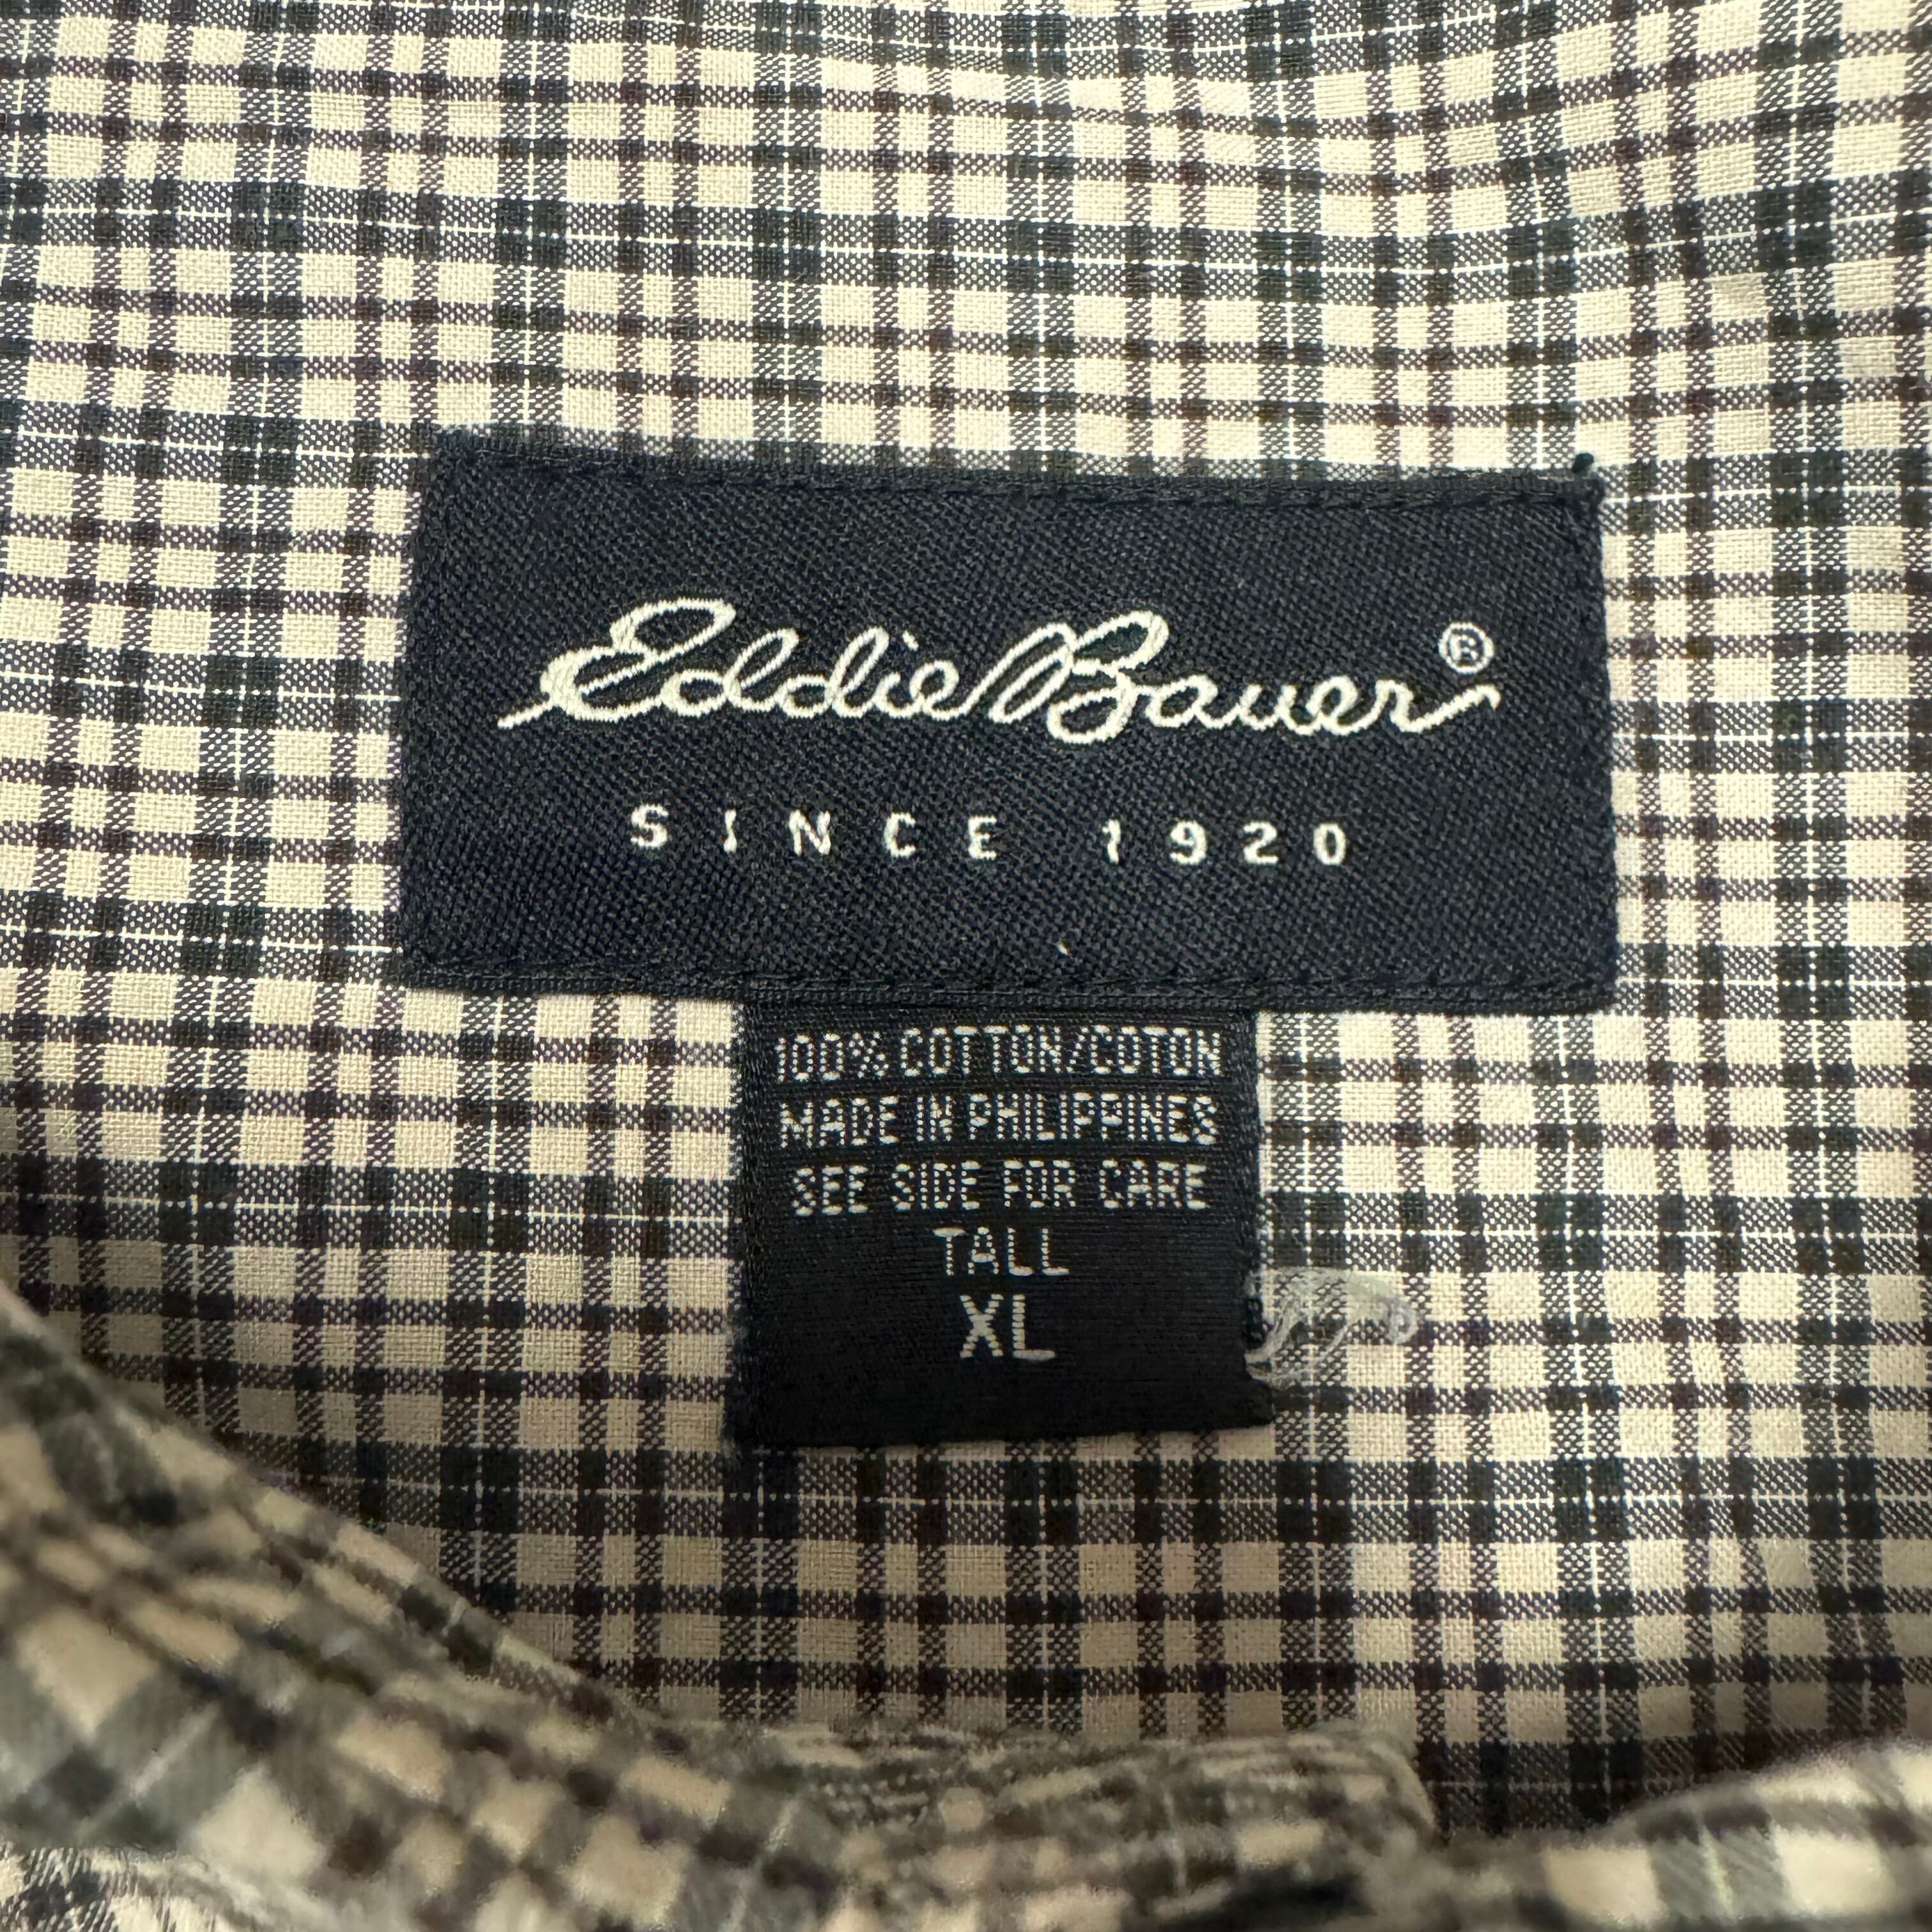 Eddie Bauer®
SINCE 1920
100% COTTON/COTON
MADE IN PHILIPPINES
SEE SIDE FOR CARE
TALL
XL